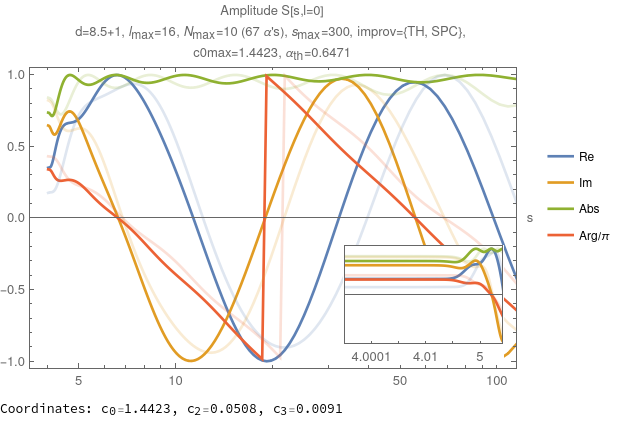 Amplitude S[s,l=0]
d=8.5+1, lmax=16, Nmax=10 (67 α's), smax=300, improv={TH, SPC},
c0max=1.4423, αth=0.6471
1.0
0.5
0.0
−0.5
−1.0
5
10
50
100
s
4.0001
4.01
5
Re
Im
Abs
Arg/π
Coordinates: c0=1.4423, c2=0.0508, c3=0.0091